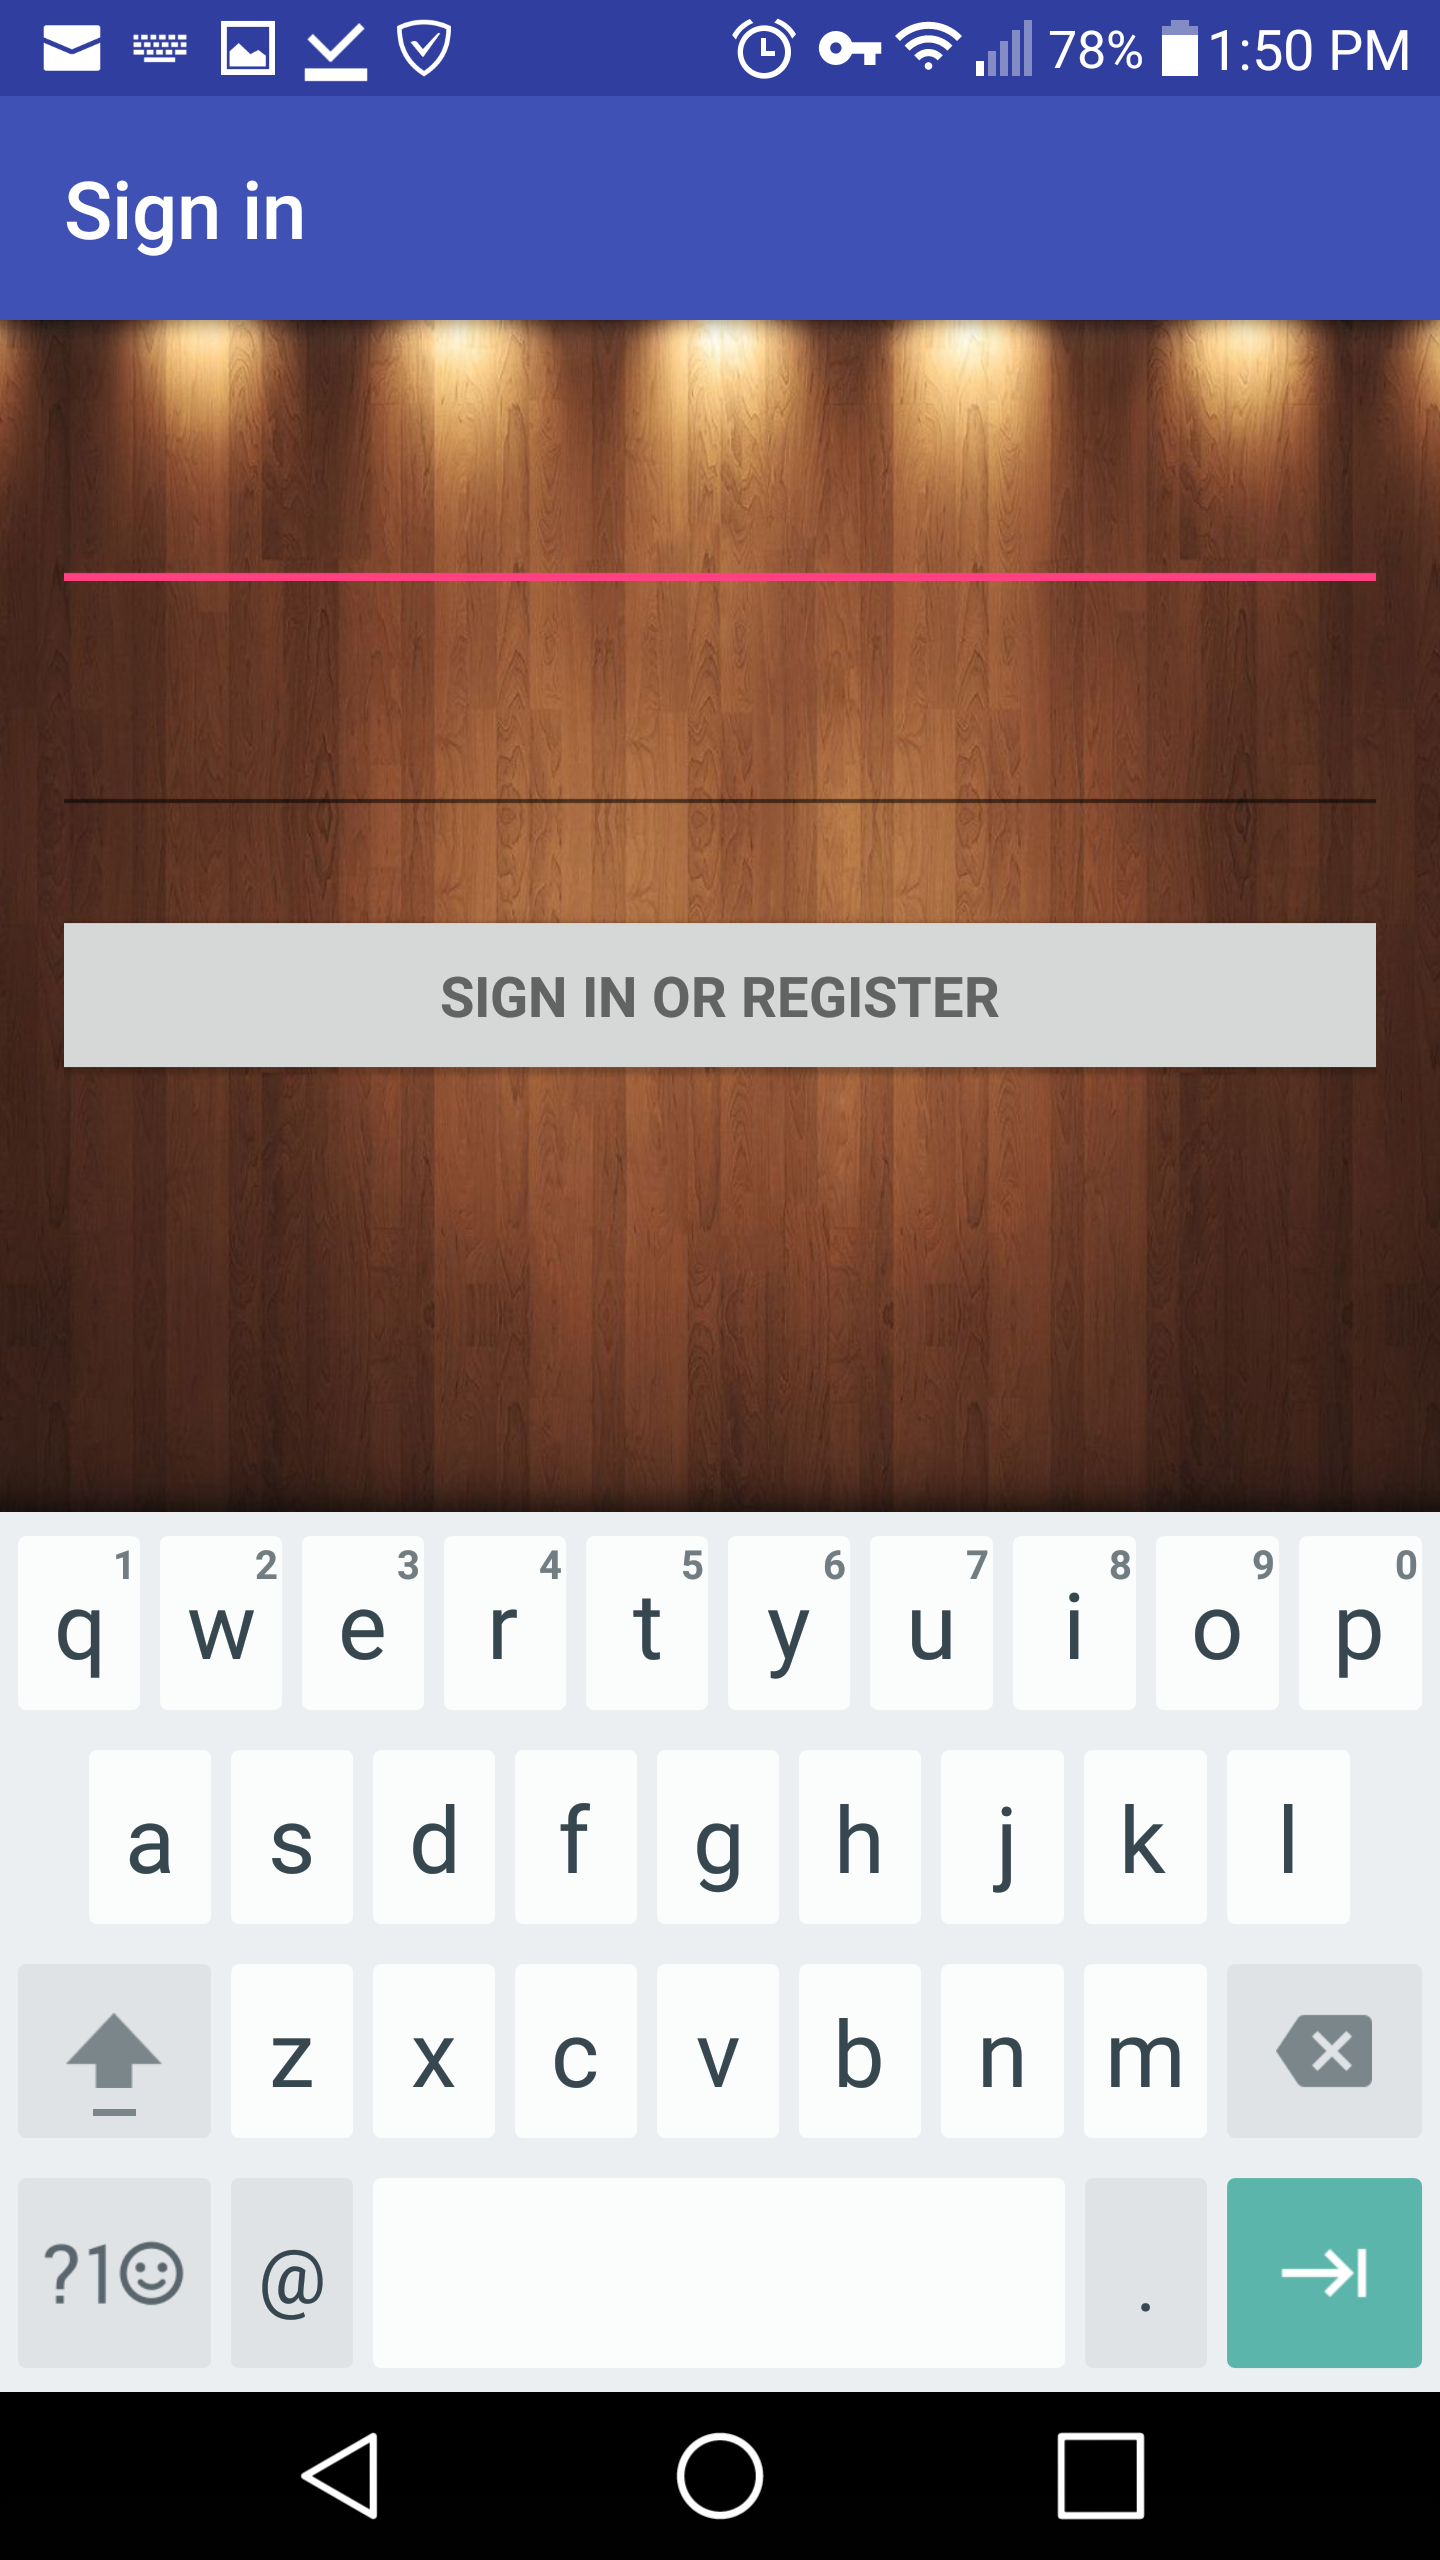 78% 1:50 PM
Sign in
SIGN IN OR REGISTER
1 2 3 4 5 6 7 8 9 0
q w e r t y u i o p
a s d f g h j k l
z x c v b n m
?1☺ @ .